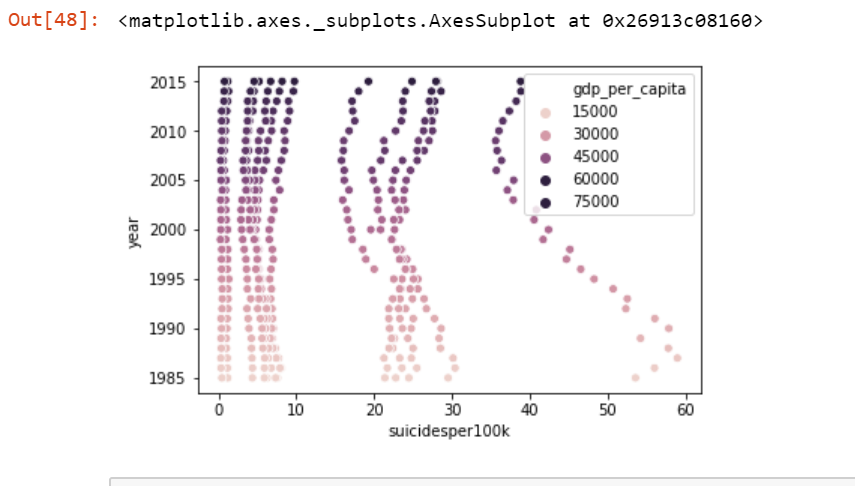 Out[48]: <matplotlib.axes._subplots.AxesSubplot at 0x26913c08160>
gdp_per_capita
15000
30000
45000
60000
75000
2015
2010
2005
2000
1995
1990
1985
year
0 10 20 30 40 50 60
suicidesper100k